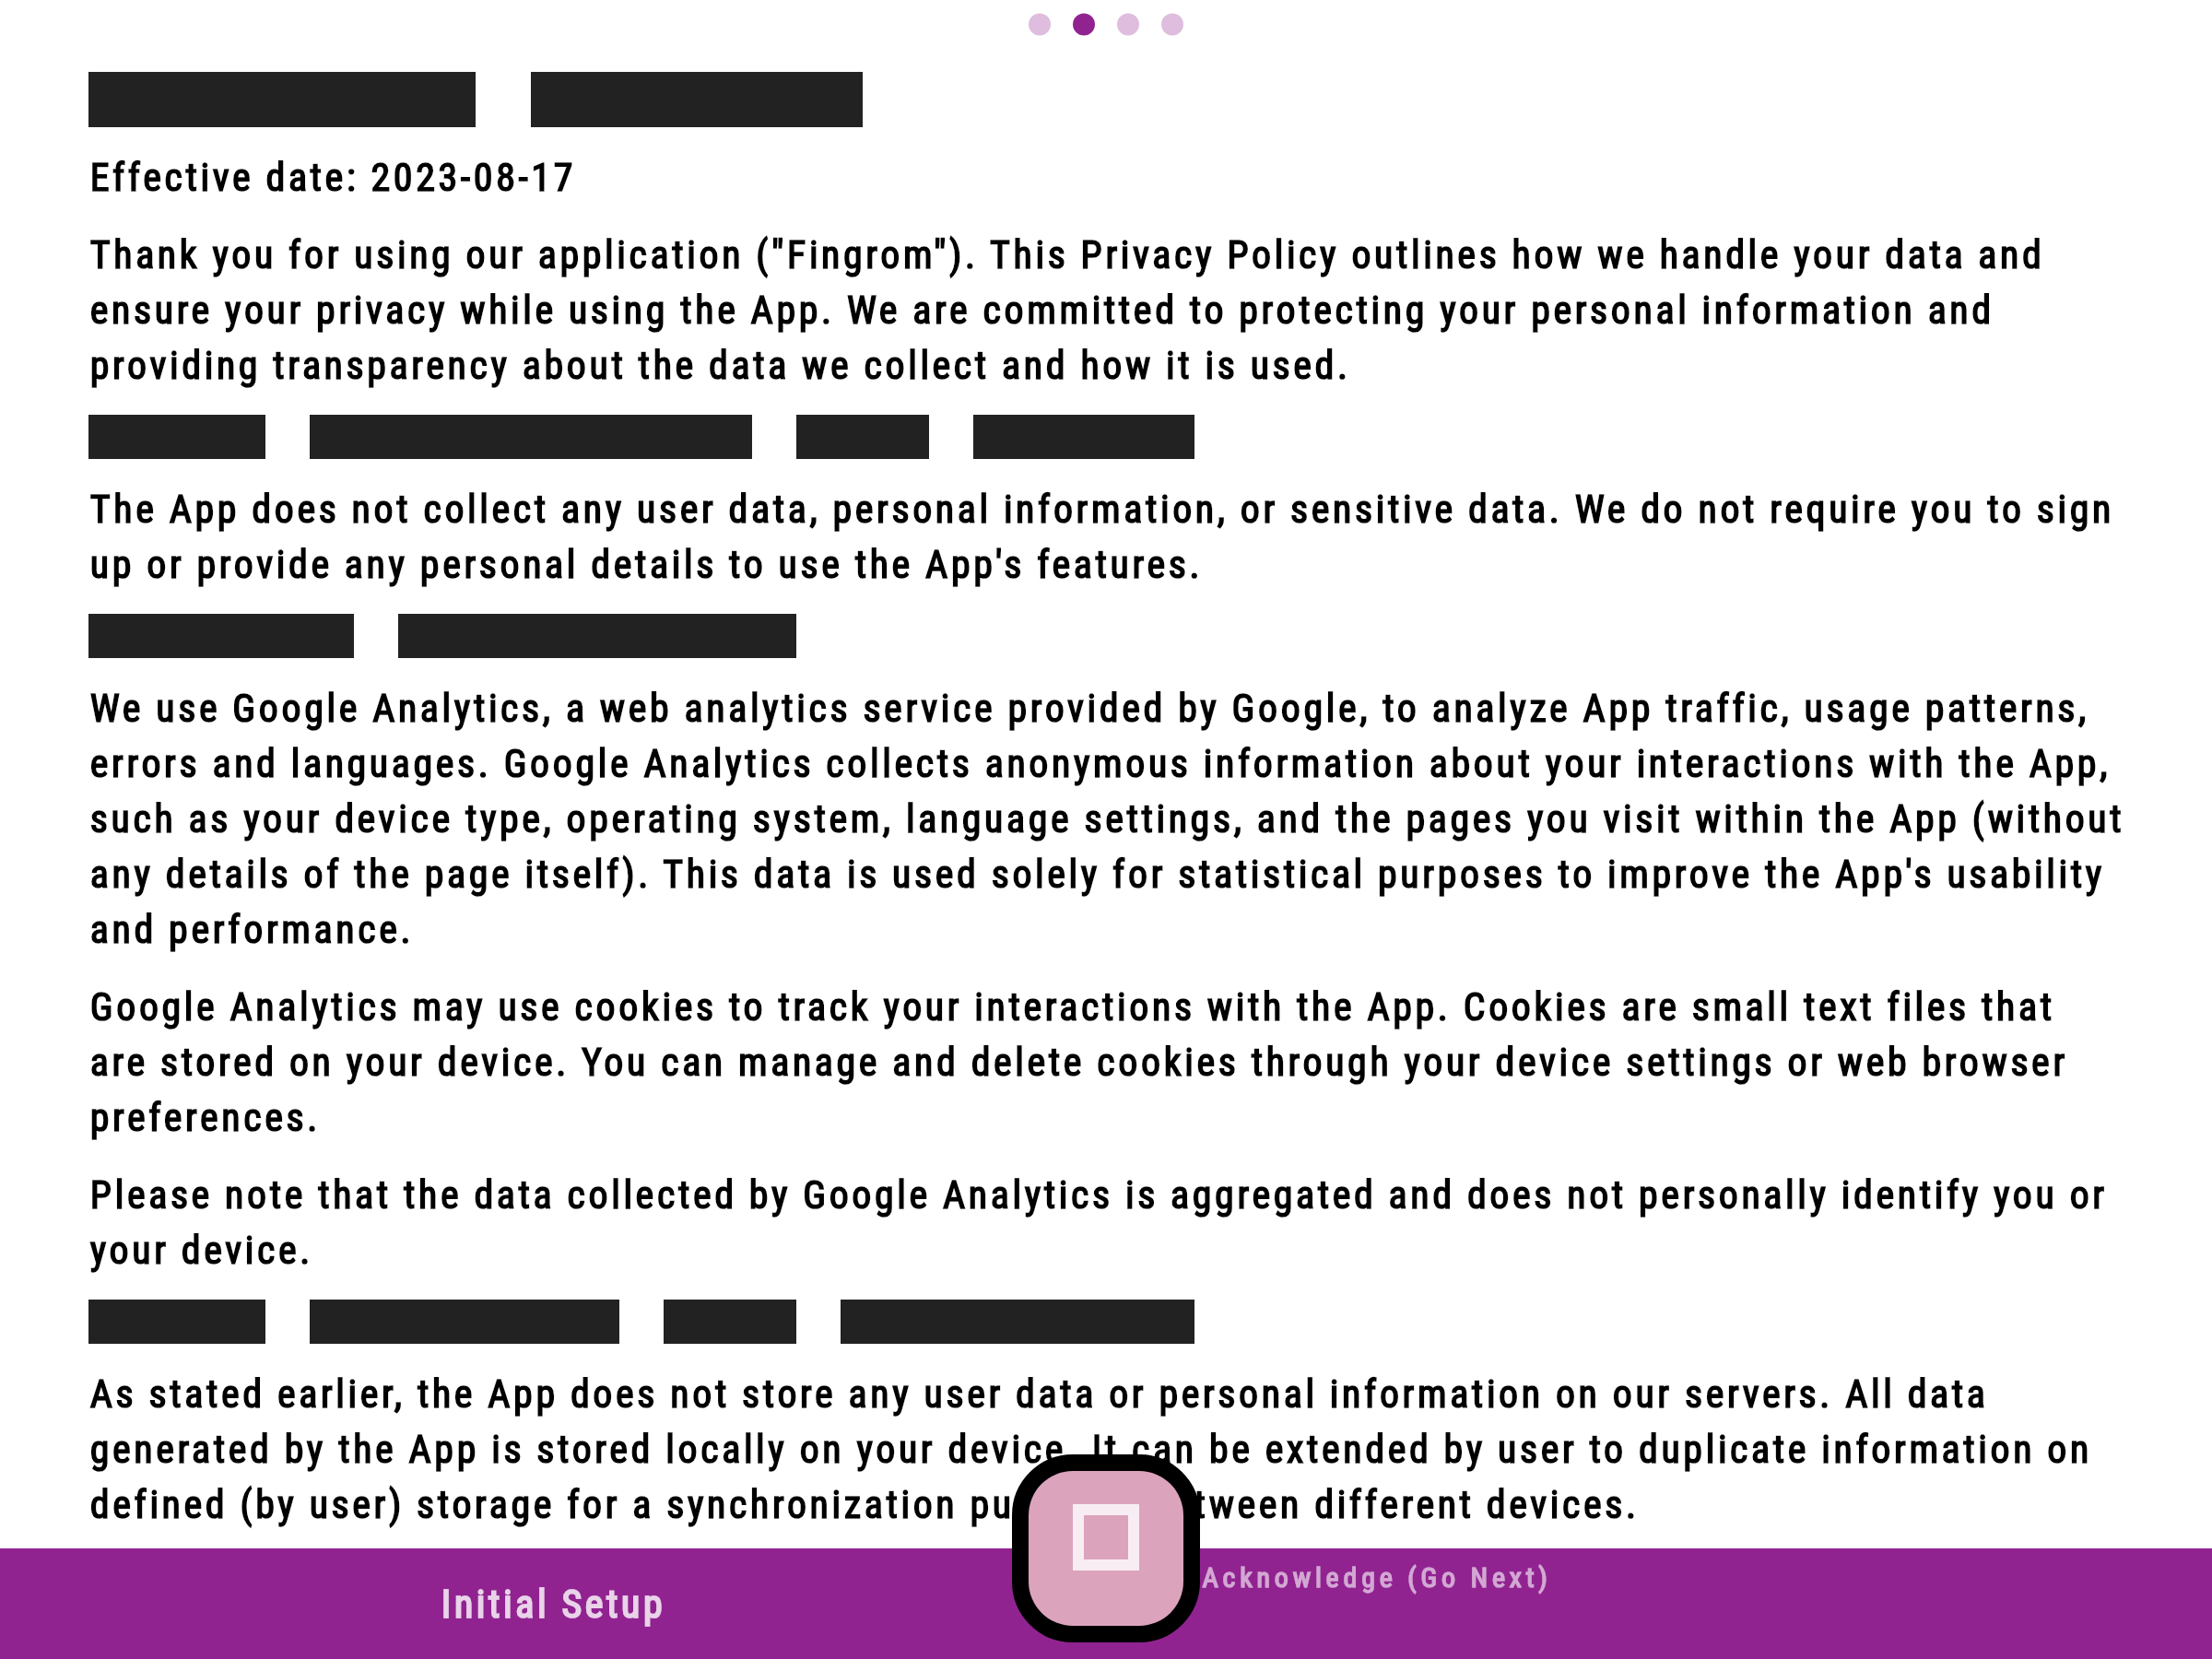 Effective date: 2023-08-17
Thank you for using our application ("Fingrom"). This Privacy Policy outlines how we handle your data and
ensure your privacy while using the App. We are committed to protecting your personal information and
providing transparency about the data we collect and how it is used.
The App does not collect any user data, personal information, or sensitive data. We do not require you to sign
up or provide any personal details to use the App's features.
We use Google Analytics, a web analytics service provided by Google, to analyze App traffic, usage patterns,
errors and languages. Google Analytics collects anonymous information about your interactions with the App,
such as your device type, operating system, language settings, and the pages you visit within the App (without
any details of the page itself). This data is used solely for statistical purposes to improve the App's usability
and performance.
Google Analytics may use cookies to track your interactions with the App. Cookies are small text files that
are stored on your device. You can manage and delete cookies through your device settings or web browser
preferences.
Please note that the data collected by Google Analytics is aggregated and does not personally identify you or
your device.
As stated earlier, the App does not store any user data or personal information on our servers. All data
generated by the App is stored locally on your device. It can be extended by user to duplicate information on
defined (by user) storage for a synchronization different devices.
Initial Setup
Acknowledge (Go Next)